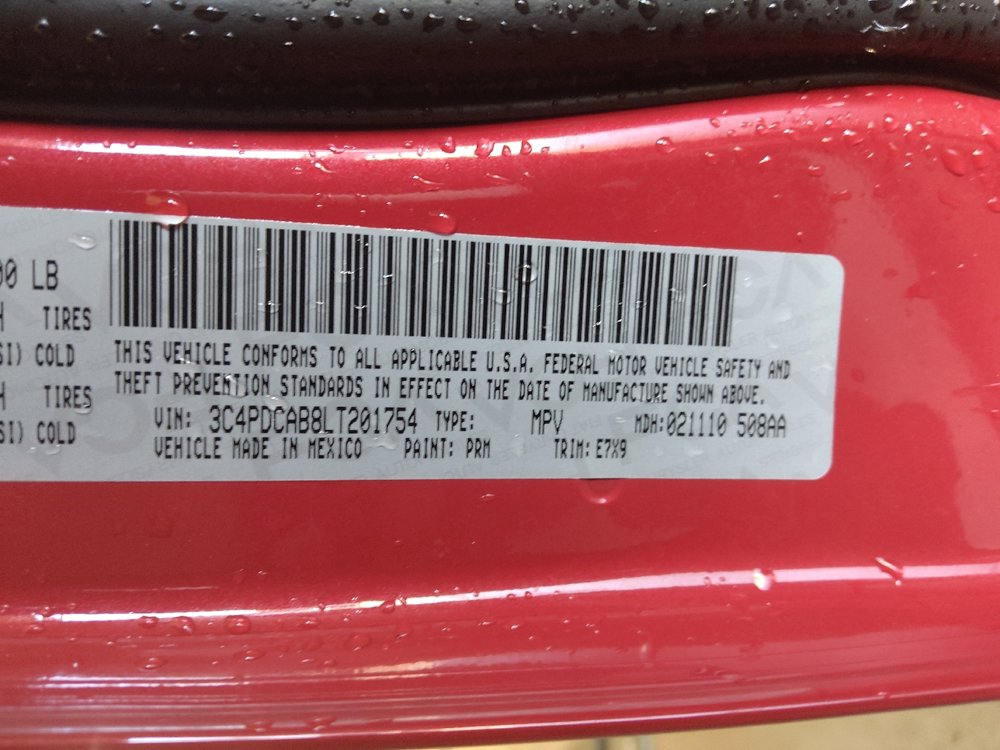 00 LB
TIRES
SI) COLD
TIRES
SI) COLD
THIS VEHICLE CONFORMS TO ALL APPLICABLE U.S.A. FEDERAL MOTOR VEHICLE SAFETY AND
THEFT PREVENTION STANDARDS IN EFFECT ON THE DATE OF MANUFACTURE SHOWN ABOVE.
VIN: 3C4PDCAB8LT201754 TYPE: MPV MDH:021110 508AA
VEHICLE MADE IN MEXICO PAINT: PRM TRIM: E7X9